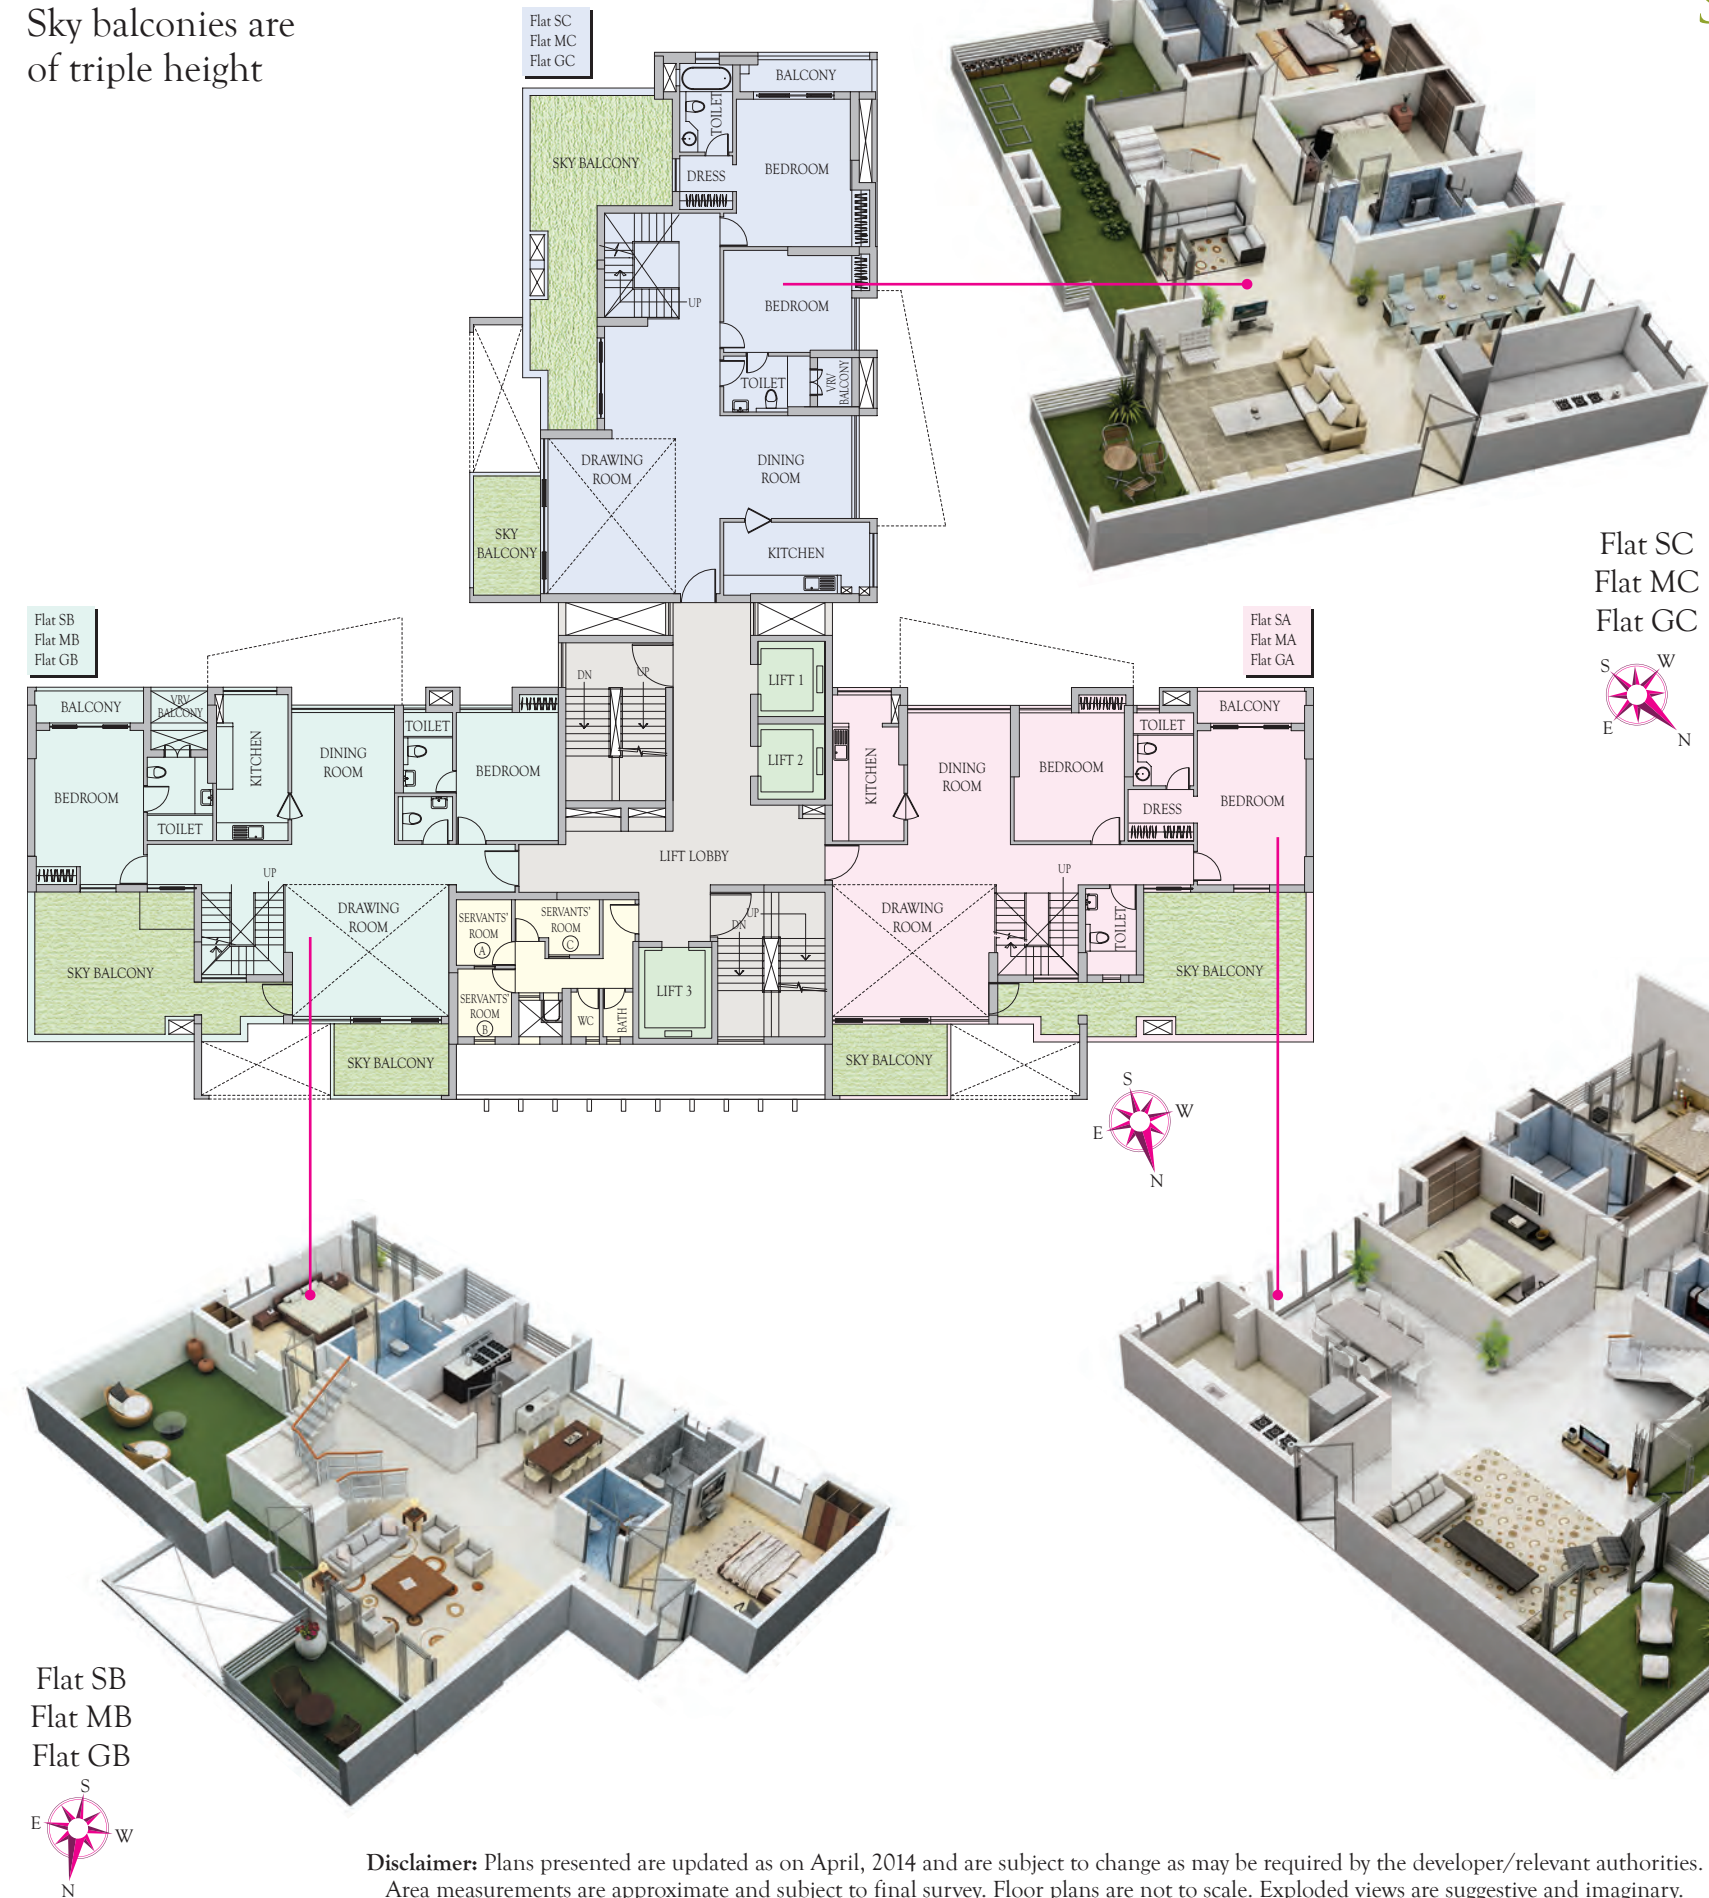 Sky balconies are
of triple height
Flat SC
Flat MC
Flat GC
BALCONY
TOILET
SKY BALCONY
DRESS
BEDROOM
UP
BEDROOM
TOILET
VRV
BALCONY
DRAWING
ROOM
DINING
ROOM
SKY
BALCONY
KITCHEN
Flat SC
Flat MC
Flat GC
S
W
E
N
Flat SB
Flat MB
Flat GB
Flat SA
Flat MA
Flat GA
BALCONY
VRV
BALCONY
KITCHEN
DINING
ROOM
TOILET
BEDROOM
BEDROOM
TOILET
UP
DRAWING
ROOM
SKY BALCONY
SKY BALCONY
DN
UP
LIFT 1
LIFT 2
LIFT LOBBY
SERVANTS'
ROOM
A
SERVANTS'
ROOM
C
SERVANTS'
ROOM
B
WC
BATH
LIFT 3
UP
DN
KITCHEN
DINING
ROOM
BEDROOM
TOILET
BALCONY
DRESS
BEDROOM
UP
DRAWING
ROOM
TOILET
SKY BALCONY
SKY BALCONY
S
W
E
N
Flat SB
Flat MB
Flat GB
S
E
W
N
Disclaimer: Plans presented are updated as on April, 2014 and are subject to change as may be required by the developer/relevant authorities.
Area measurements are approximate and subject to final survey. Floor plans are not to scale. Exploded views are suggestive and imaginary.